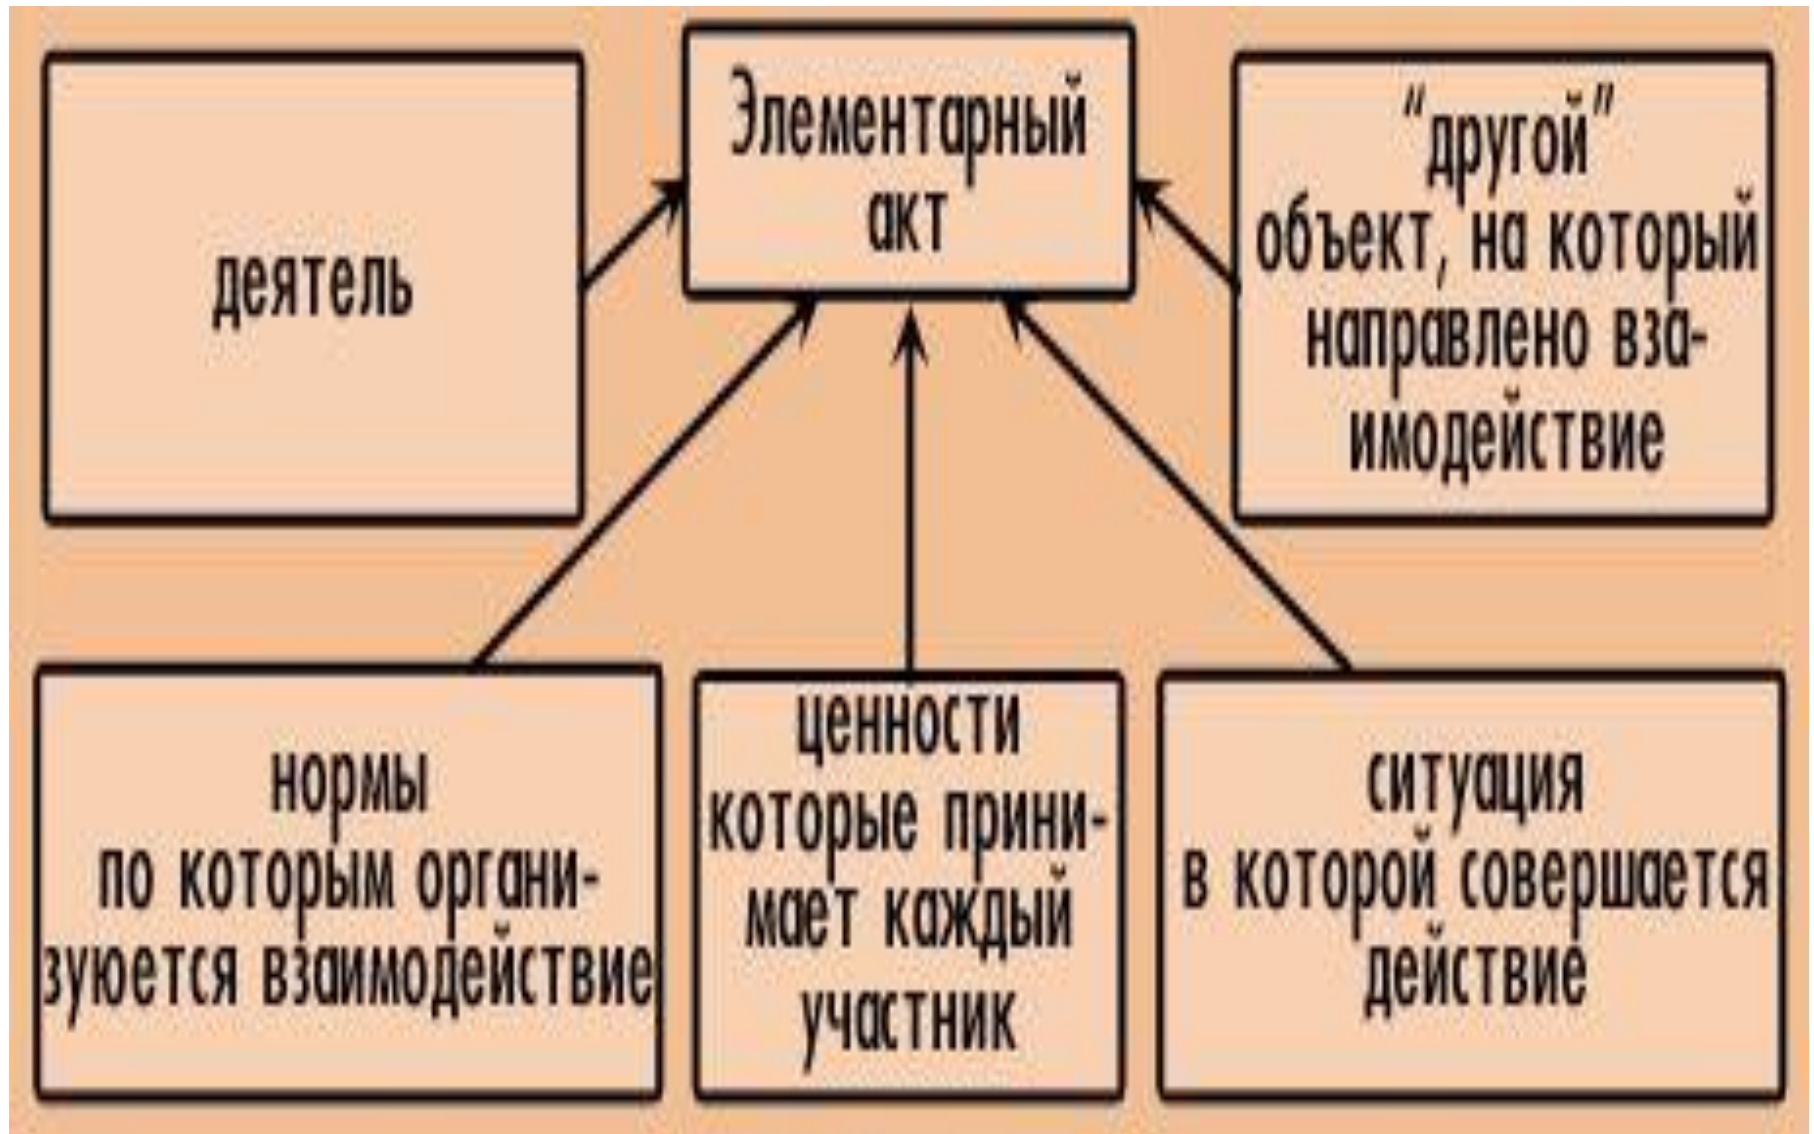 деятель
Элементарный
акт
“другой”
объект, на который
направлено вза-
имодействие
нормы
по которым органи-
зуюется взаимодействие
ценности
которые прини-
мает каждый
участник
ситуация
в которой совершается
действие